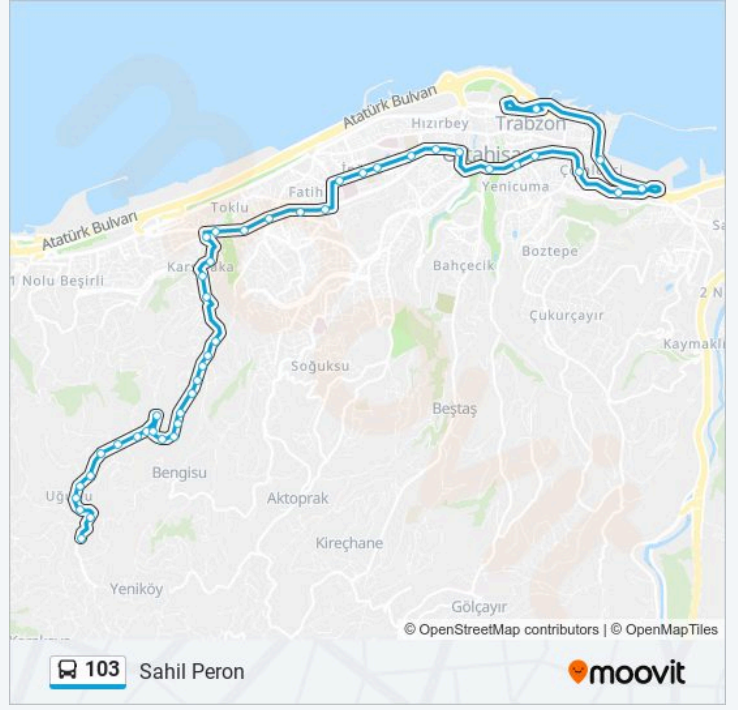 Atatürk Bulvarı
Hızırbey
Trabzon
Fatih
Yenicuma
Toklu
Atatürk Bulvarı
Boztepe
1 Nolu Beşirli
Bahçecik
2 N
Çukurçayır
Kaymaklı
Soğuksu
Beştaş
Bengisu
Aktoprak
Kireçhane
Yeniköy
Gölçayır
© OpenStreetMap contributors | © OpenMapTiles
103 Sahil Peron
moovit